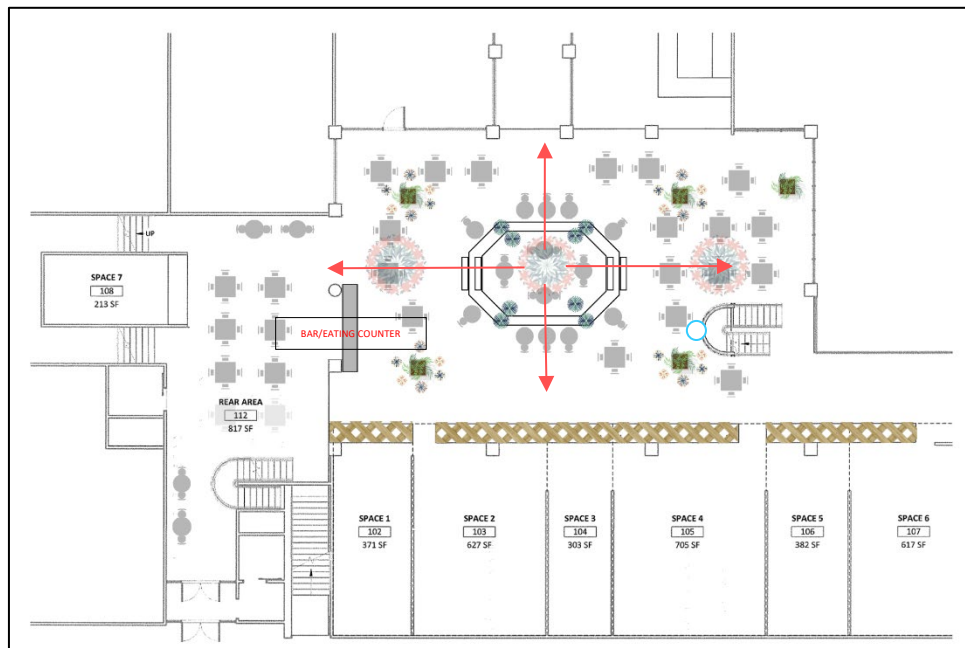 UP
SPACE 7
108
213 SF
BAR/EATING COUNTER
REAR AREA
112
817 SF
SPACE 1
102
371 SF
SPACE 2
103
627 SF
SPACE 3
104
303 SF
SPACE 4
105
705 SF
SPACE 5
106
382 SF
SPACE 6
107
617 SF